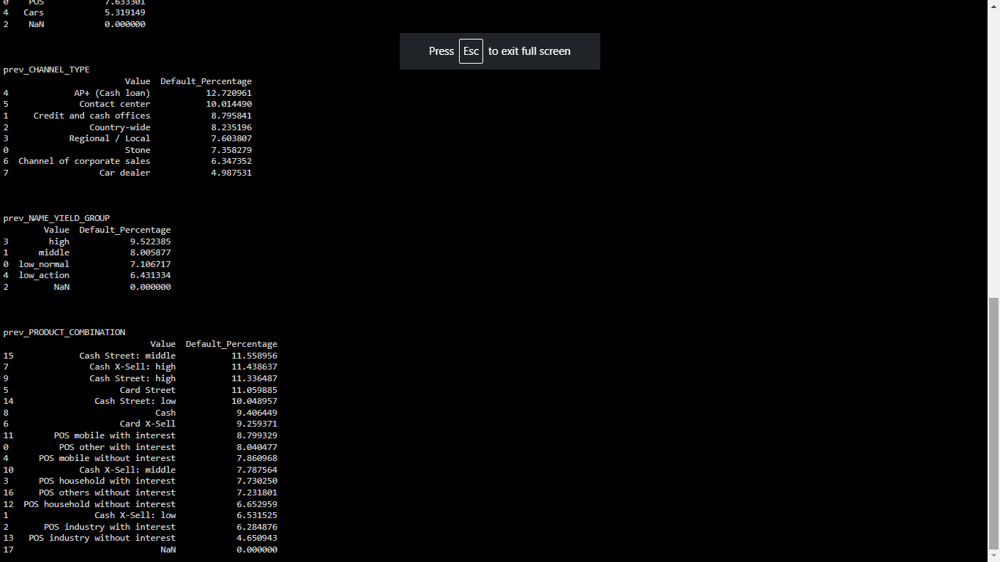 0    POS            7.633301
4   Cars            5.319149
2    NaN            0.000000
Press Esc to exit full screen
prev_CHANNEL_TYPE
                        Value  Default_Percentage
4             AP+ (Cash loan)           12.720961
5              Contact center           10.014490
1     Credit and cash offices            8.795841
2                Country-wide            8.235196
3            Regional / Local            7.603807
0                       Stone            7.358279
6  Channel of corporate sales            6.347352
7                  Car dealer            4.987531
prev_NAME_YIELD_GROUP
        Value  Default_Percentage
3        high            9.522385
1      middle            8.005877
0  low_normal            7.106717
4  low_action            6.431334
2         NaN            0.000000
prev_PRODUCT_COMBINATION
                             Value  Default_Percentage
15             Cash Street: middle           11.558956
7                Cash X-Sell: high           11.438637
9                Cash Street: high           11.336487
5                      Card Street           11.059885
14                Cash Street: low           10.048957
8                             Cash            9.406449
6                      Card X-Sell            9.259371
11        POS mobile with interest            8.799329
0          POS other with interest            8.040477
4      POS mobile without interest            7.860968
10             Cash X-Sell: middle            7.787564
3      POS household with interest            7.730250
16     POS others without interest            7.231801
12  POS household without interest            6.652959
1                 Cash X-Sell: low            6.531525
2       POS industry with interest            6.284876
13   POS industry without interest            4.650943
17                             NaN            0.000000